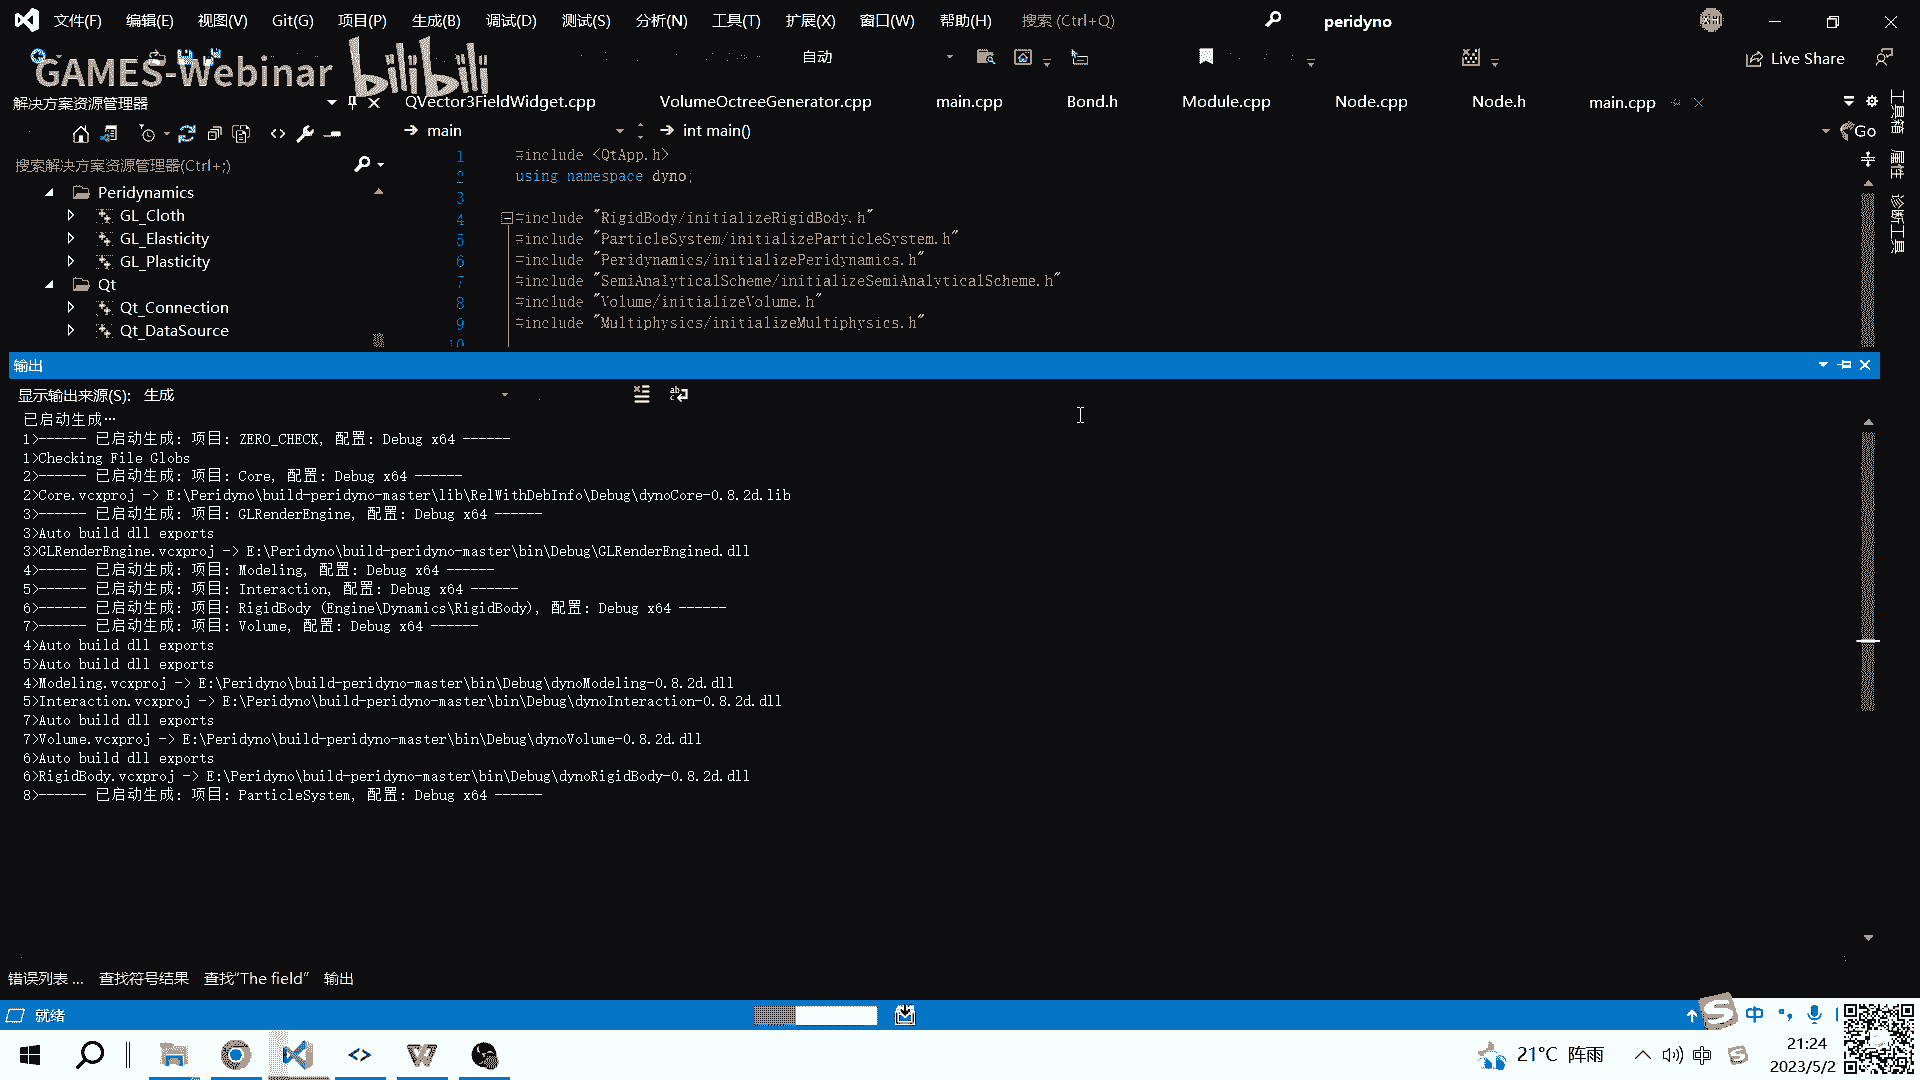 文件(F) 编辑(E) 视图(V) Git(G) 项目(P) 生成(B) 调试(D) 测试(S) 分析(N) 工具(T) 扩展(X) 窗口(W) 帮助(H) 搜索 (Ctrl+Q) peridyno XH
自动 Live Share
GAMES-Webinar bilibili
解决方案资源管理器
QVector3FieldWidget.cpp VolumeOctreeGenerator.cpp main.cpp Bond.h Module.cpp Node.cpp Node.h main.cpp
main int main() Go
搜索解决方案资源管理器(Ctrl+;)
Peridynamics
GL_Cloth
GL_Elasticity
GL_Plasticity
Qt
Qt_Connection
Qt_DataSource
1 #include <QtApp.h>
2 using namespace dyno;
3
4 #include "RigidBody/initializeRigidBody.h"
5 #include "ParticleSystem/initializeParticleSystem.h"
6 #include "Peridynamics/initializePeridynamics.h"
7 #include "SemiAnalyticalScheme/initializeSemiAnalyticalScheme.h"
8 #include "Volume/initializeVolume.h"
9 #include "Multiphysics/initializeMultiphysics.h"
10
工具箱
属性
诊断工具
输出
显示输出来源(S): 生成
已启动生成…
1>------ 已启动生成: 项目: ZERO_CHECK, 配置: Debug x64 ------
1>Checking File Globs
2>------ 已启动生成: 项目: Core, 配置: Debug x64 ------
2>Core.vcxproj -> E:\Peridyno\build-peridyno-master\lib\RelWithDebInfo\Debug\dynoCore-0.8.2d.lib
3>------ 已启动生成: 项目: GLRenderEngine, 配置: Debug x64 ------
3>Auto build dll exports
3>GLRenderEngine.vcxproj -> E:\Peridyno\build-peridyno-master\bin\Debug\GLRenderEngined.dll
4>------ 已启动生成: 项目: Modeling, 配置: Debug x64 ------
5>------ 已启动生成: 项目: Interaction, 配置: Debug x64 ------
6>------ 已启动生成: 项目: RigidBody (Engine\Dynamics\RigidBody), 配置: Debug x64 ------
7>------ 已启动生成: 项目: Volume, 配置: Debug x64 ------
4>Auto build dll exports
5>Auto build dll exports
4>Modeling.vcxproj -> E:\Peridyno\build-peridyno-master\bin\Debug\dynoModeling-0.8.2d.dll
5>Interaction.vcxproj -> E:\Peridyno\build-peridyno-master\bin\Debug\dynoInteraction-0.8.2d.dll
7>Auto build dll exports
7>Volume.vcxproj -> E:\Peridyno\build-peridyno-master\bin\Debug\dynoVolume-0.8.2d.dll
6>Auto build dll exports
6>RigidBody.vcxproj -> E:\Peridyno\build-peridyno-master\bin\Debug\dynoRigidBody-0.8.2d.dll
8>------ 已启动生成: 项目: ParticleSystem, 配置: Debug x64 ------
错误列表 ... 查找符号结果 查找"The field" 输出
就绪 中
21°C 阵雨 中 21:24
2023/5/2